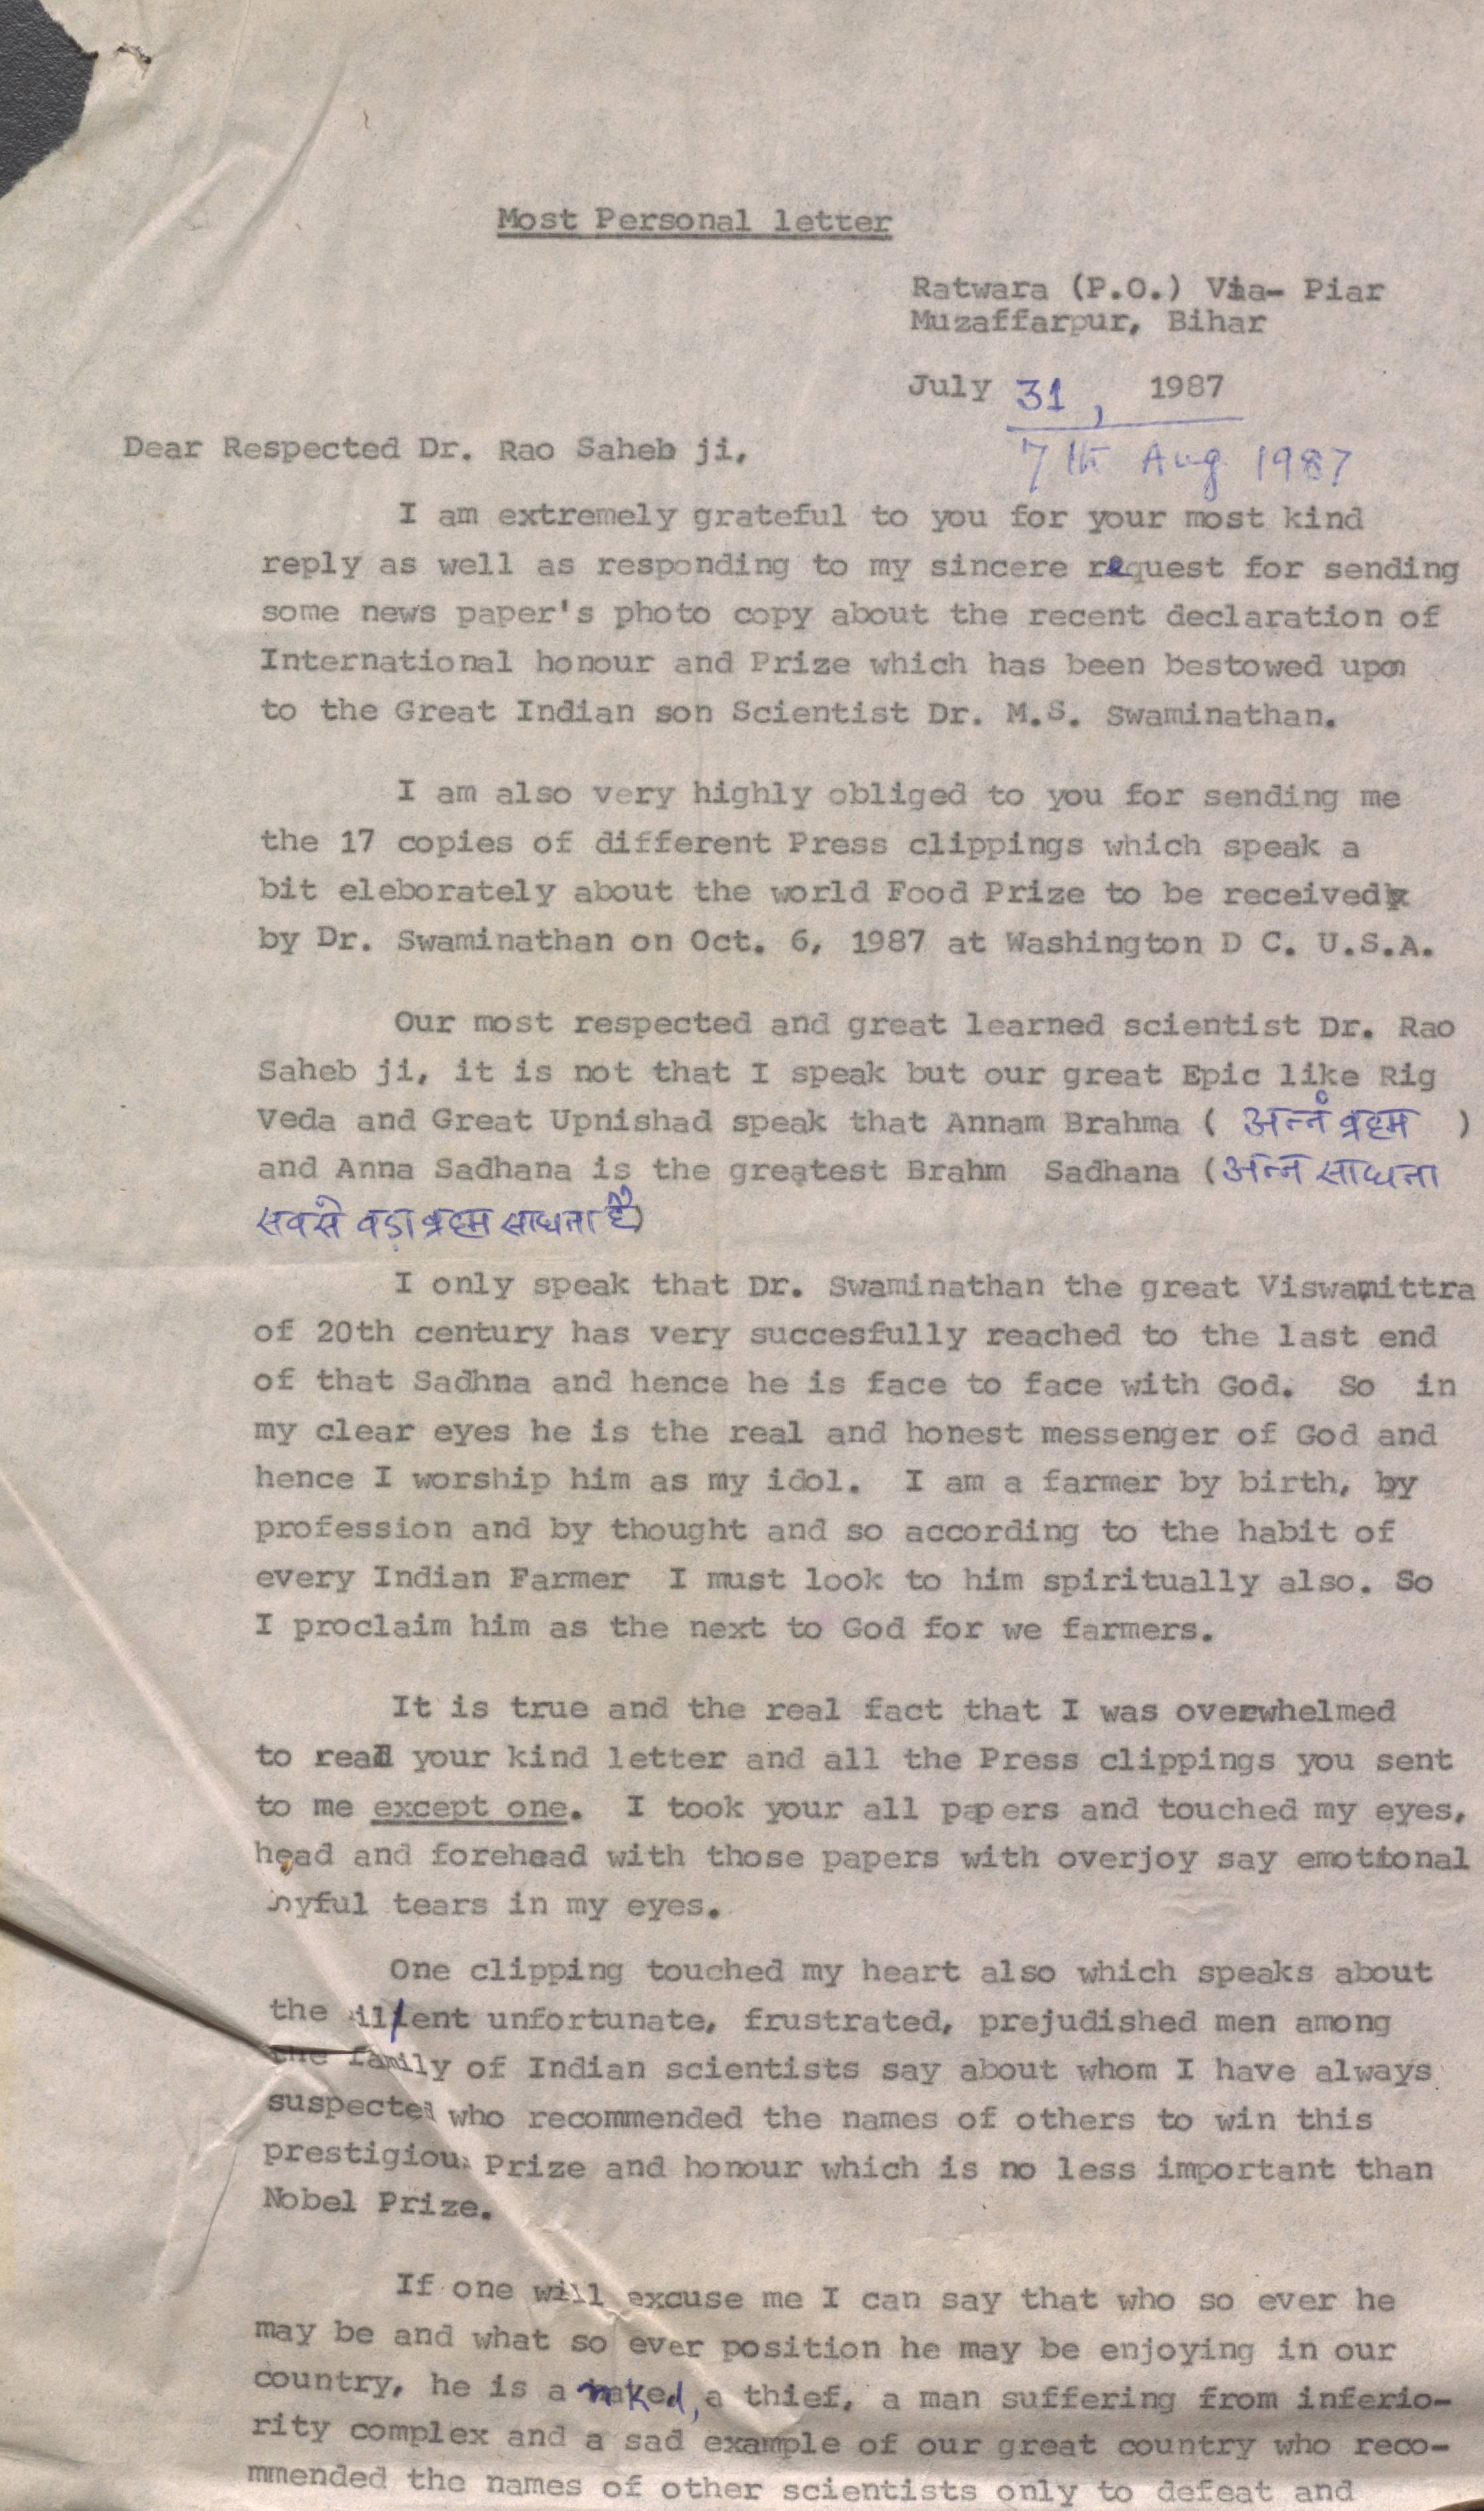 Most Personal letter
Ratwara (P.O.) Via- Piar
Muzaffarpur, Bihar
July 31, 1987
7th Aug 1987
Dear Respected Dr. Rao Saheb ji,
I am extremely grateful to you for your most kind
reply as well as responding to my sincere request for sending
some news paper's photo copy about the recent declaration of
International honour and Prize which has been bestowed upon
to the Great Indian son Scientist Dr. M.S. Swaminathan.
I am also very highly obliged to you for sending me
the 17 copies of different Press clippings which speak a
bit eleborately about the world Food Prize to be received
by Dr. Swaminathan on Oct. 6, 1987 at Washington D C. U.S.A.
Our most respected and great learned scientist Dr. Rao
Saheb ji, it is not that I speak but our great Epic like Rig
Veda and Great Upnishad speak that Annam Brahma ( अन्नं ब्रह्म )
and Anna Sadhana is the greatest Brahm Sadhana (अन्न साधना
सबसे बड़ा ब्रह्म साधना है)
I only speak that Dr. Swaminathan the great Viswamittra
of 20th century has very succesfully reached to the last end
of that Sadhna and hence he is face to face with God. So in
my clear eyes he is the real and honest messenger of God and
hence I worship him as my idol. I am a farmer by birth, by
profession and by thought and so according to the habit of
every Indian Farmer I must look to him spiritually also. So
I proclaim him as the next to God for we farmers.
It is true and the real fact that I was overwhelmed
to read your kind letter and all the Press clippings you sent
to me except one. I took your all papers and touched my eyes,
head and forehead with those papers with overjoy say emotional
tears in my eyes.
One clipping touched my heart also which speaks about
the unfortunate, frustrated, prejudished men among
the family of Indian scientists say about whom I have always
suspected who recommended the names of others to win this
prestigious Prize and honour which is no less important than
Nobel Prize.
If one will excuse me I can say that who so ever he
may be and what so ever position he may be enjoying in our
country, he is a naked, a thief, a man suffering from inferio-
rity complex and a sad example of our great country who reco-
mmended the names of other scientists only to defeat and